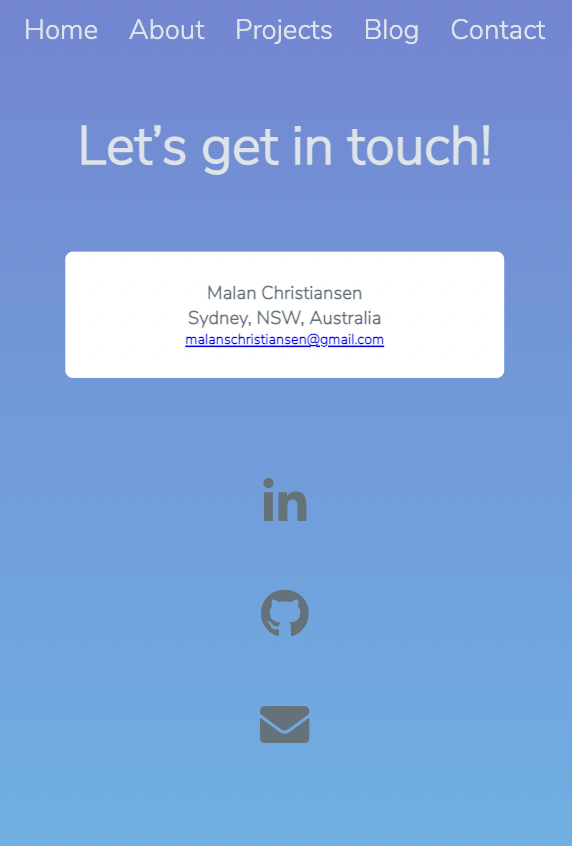 Home About Projects Blog Contact
Let’s get in touch!
Malan Christiansen
Sydney, NSW, Australia
malanschristiansen@gmail.com
in